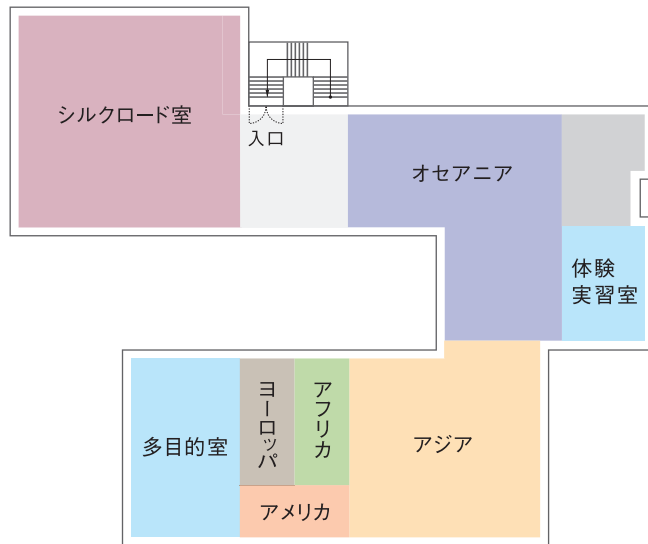 シルクロード室
入口
オセアニア
体験
実習室
多目的室
ヨーロッパ
アフリカ
アジア
アメリカ